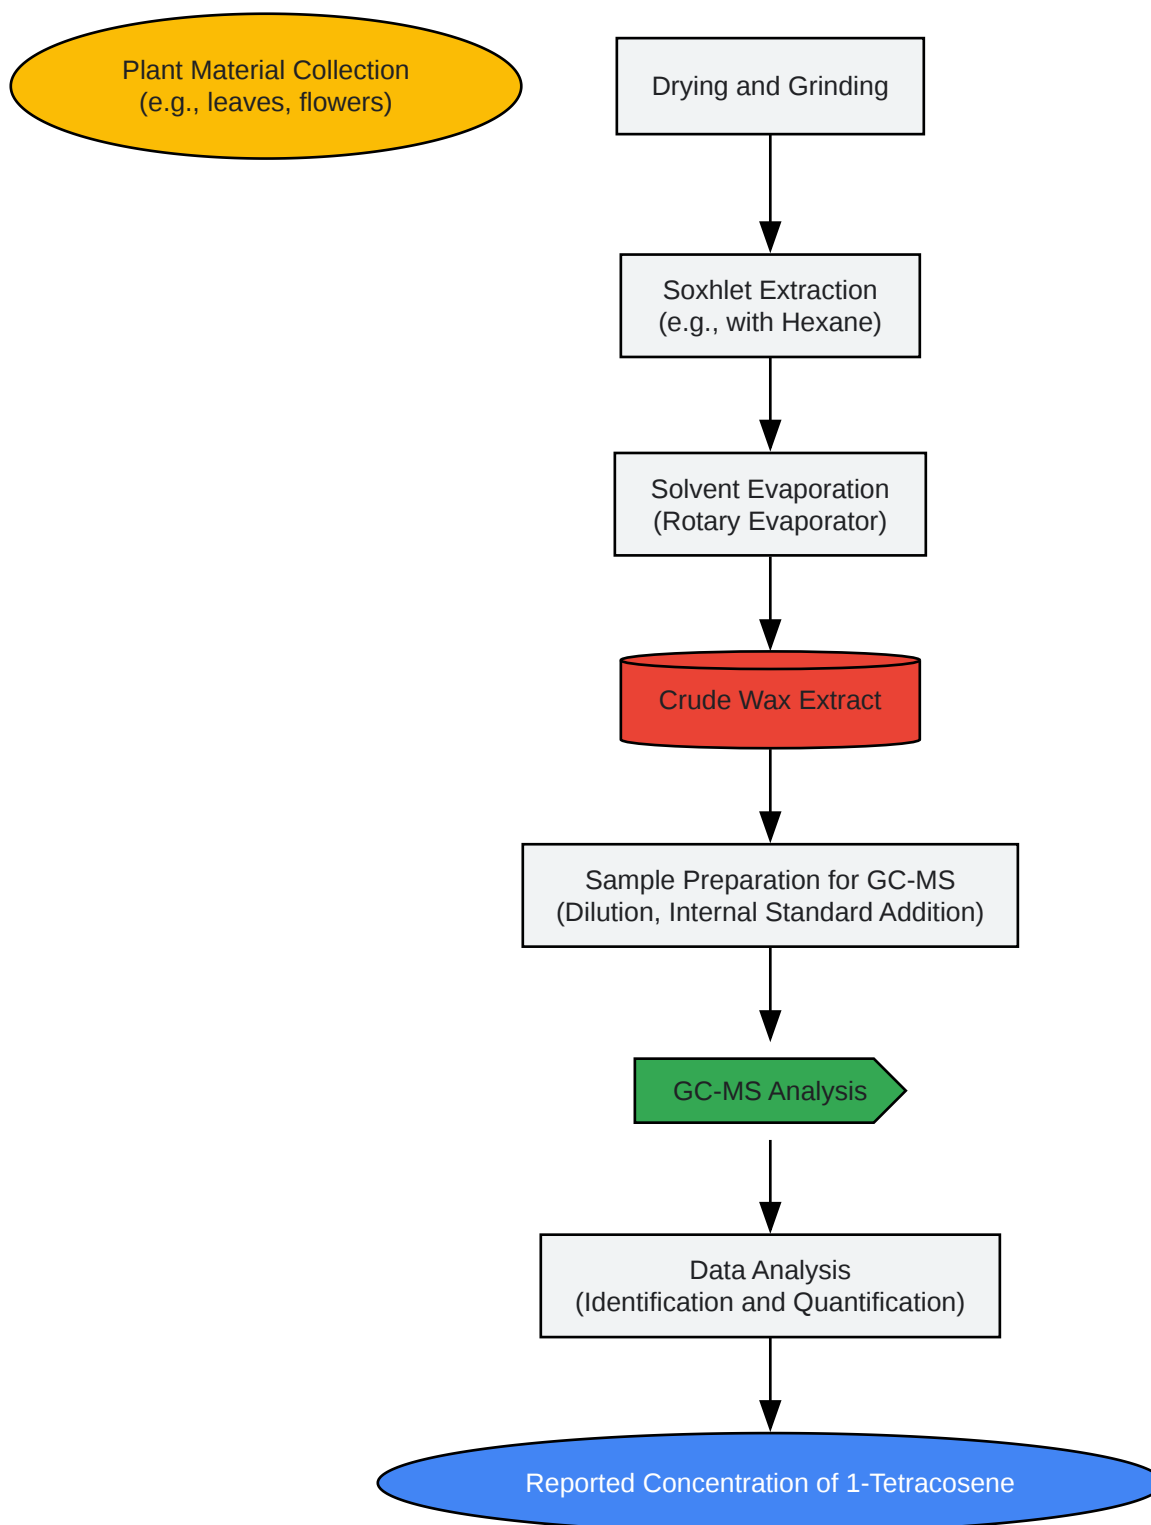 Plant Material Collection
(e.g., leaves, flowers)
Drying and Grinding
Soxhlet Extraction
(e.g., with Hexane)
Solvent Evaporation
(Rotary Evaporator)
Crude Wax Extract
Sample Preparation for GC-MS
(Dilution, Internal Standard Addition)
GC-MS Analysis
Data Analysis
(Identification and Quantification)
Reported Concentration of 1-Tetracosene